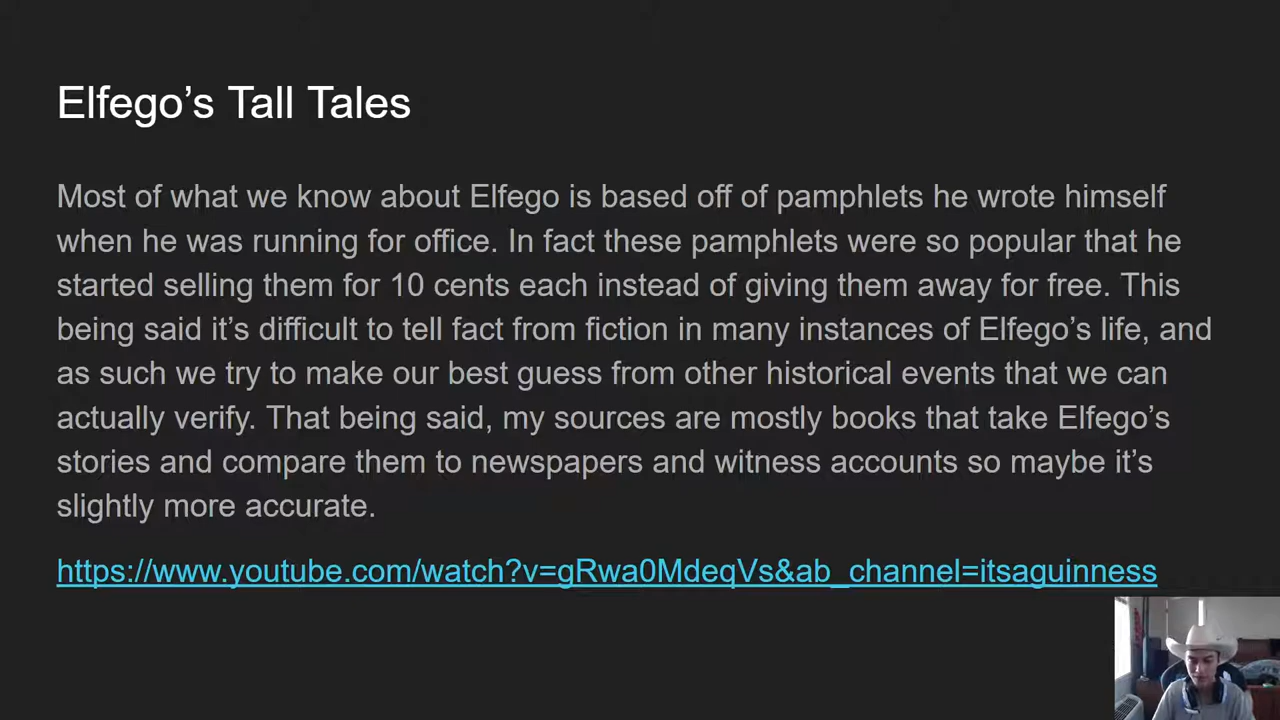 Elfego’s Tall Tales
Most of what we know about Elfego is based off of pamphlets he wrote himself
when he was running for office. In fact these pamphlets were so popular that he
started selling them for 10 cents each instead of giving them away for free. This
being said it’s difficult to tell fact from fiction in many instances of Elfego’s life, and
as such we try to make our best guess from other historical events that we can
actually verify. That being said, my sources are mostly books that take Elfego’s
stories and compare them to newspapers and witness accounts so maybe it’s
slightly more accurate.
https://www.youtube.com/watch?v=gRwa0MdeqVs&ab_channel=itsaguinness